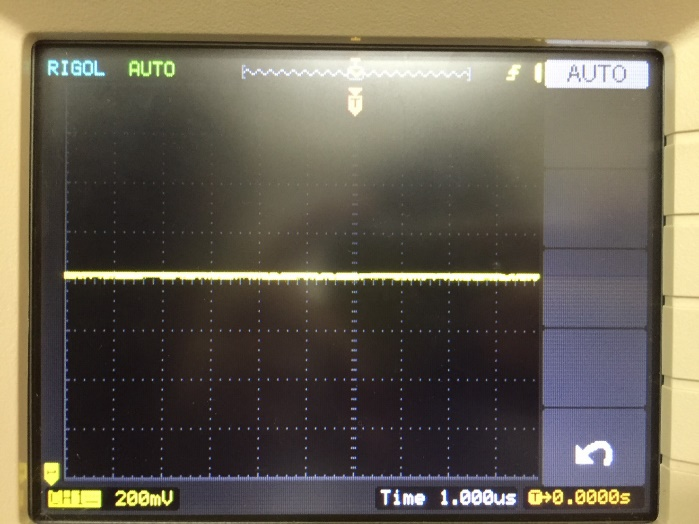 RIGOL AUTO AUTO
T
200mV Time 1.000us T→0.0000s